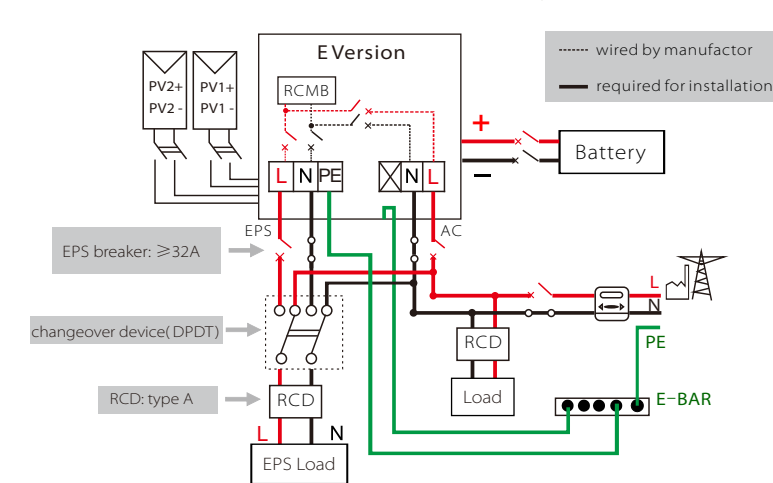 E Version
wired by manufactor
required for installation
PV2+
PV2 -
PV1+
PV1 -
RCMB
+
−
Battery
L N PE
N L
EPS
AC
EPS breaker: ≥32A
L
N
changeover device(DPDT)
RCD
PE
RCD: type A
RCD
Load
E-BAR
L N
EPS Load